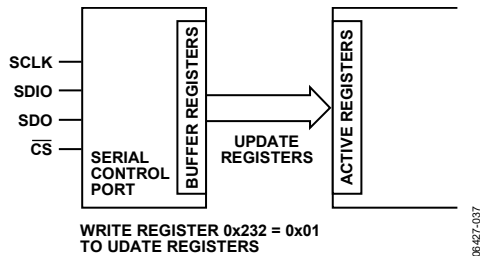 SCLK
SDIO
SDO
CS
SERIAL
CONTROL
PORT
BUFFER REGISTERS
UPDATE
REGISTERS
ACTIVE REGISTERS
WRITE REGISTER 0x232 = 0x01
TO UDATE REGISTERS
06427-037